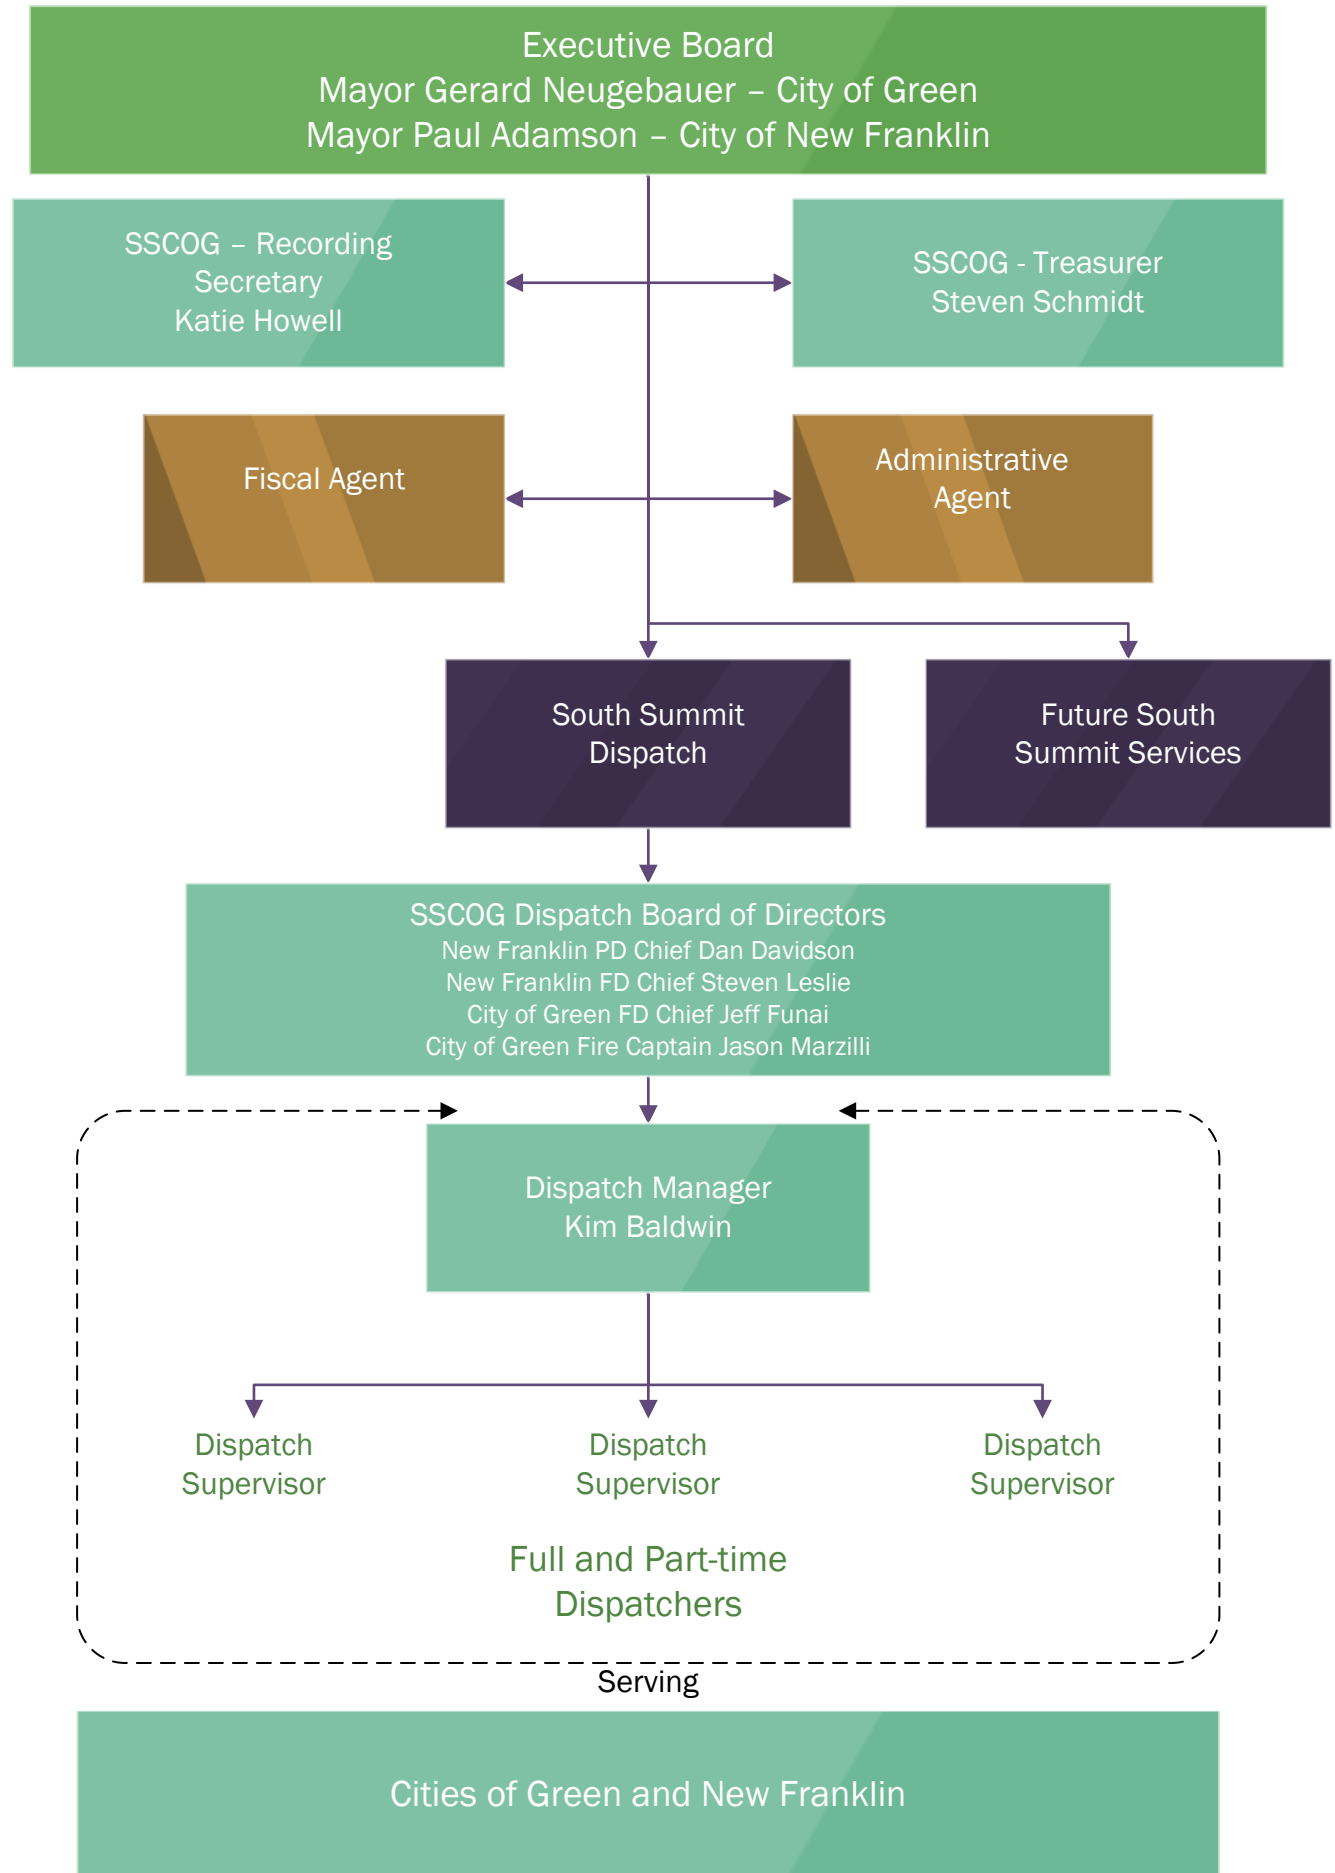 Executive Board
Mayor Gerard Neugebauer – City of Green
Mayor Paul Adamson – City of New Franklin
SSCOG – Recording
Secretary
Katie Howell
SSCOG - Treasurer
Steven Schmidt
Fiscal Agent
Administrative
Agent
South Summit
Dispatch
Future South
Summit Services
SSCOG Dispatch Board of Directors
New Franklin PD Chief Dan Davidson
New Franklin FD Chief Steven Leslie
City of Green FD Chief Jeff Funai
City of Green Fire Captain Jason Marzilli
Dispatch Manager
Kim Baldwin
Dispatch
Supervisor
Dispatch
Supervisor
Dispatch
Supervisor
Full and Part-time
Dispatchers
Serving
Cities of Green and New Franklin